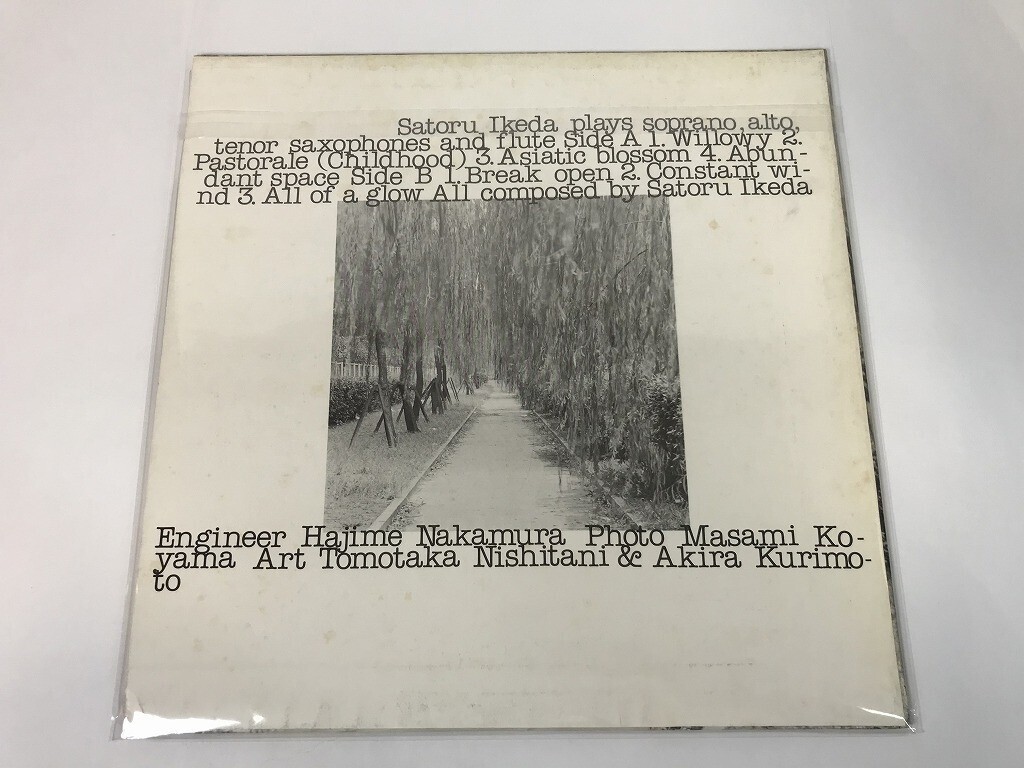 Satoru Ikeda plays soprano, alto,
tenor saxophones and flute Side A 1. Willowy 2.
Pastorale (Childhood) 3. Asiatic blossom 4. Abun-
dant space Side B 1. Break open 2. Constant wi-
nd 3. All of a glow All composed by Satoru Ikeda
Engineer Hajime Nakamura Photo Masami Ko-
yama Art Tomotaka Nishitani & Akira Kurimo-
to